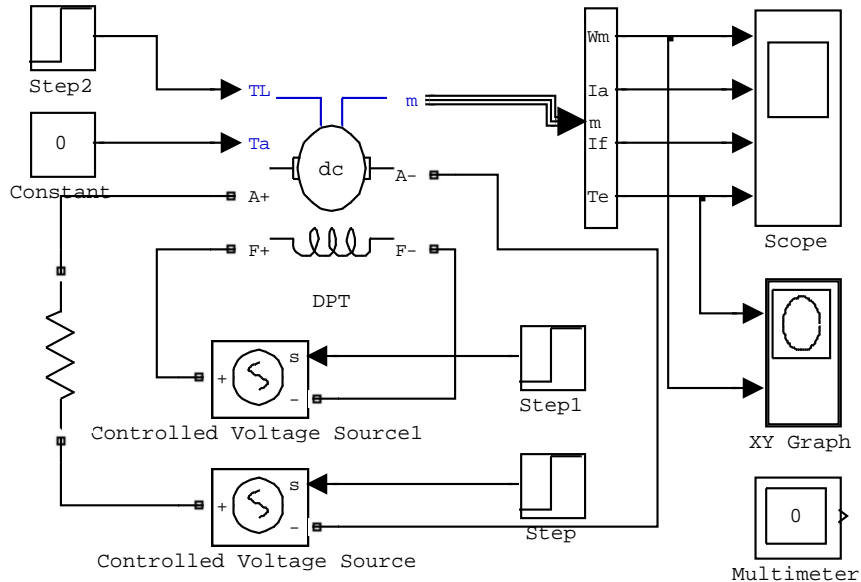 Wm
Step2
TL
m
Ia
m
0
Ta
If
dc
Constant
A+
A-
Te
Scope
F+
F-
DPT
s
+
-
Step1
Controlled Voltage Source1
XY Graph
s
+
-
Step
0
Controlled Voltage Source
Multimeter